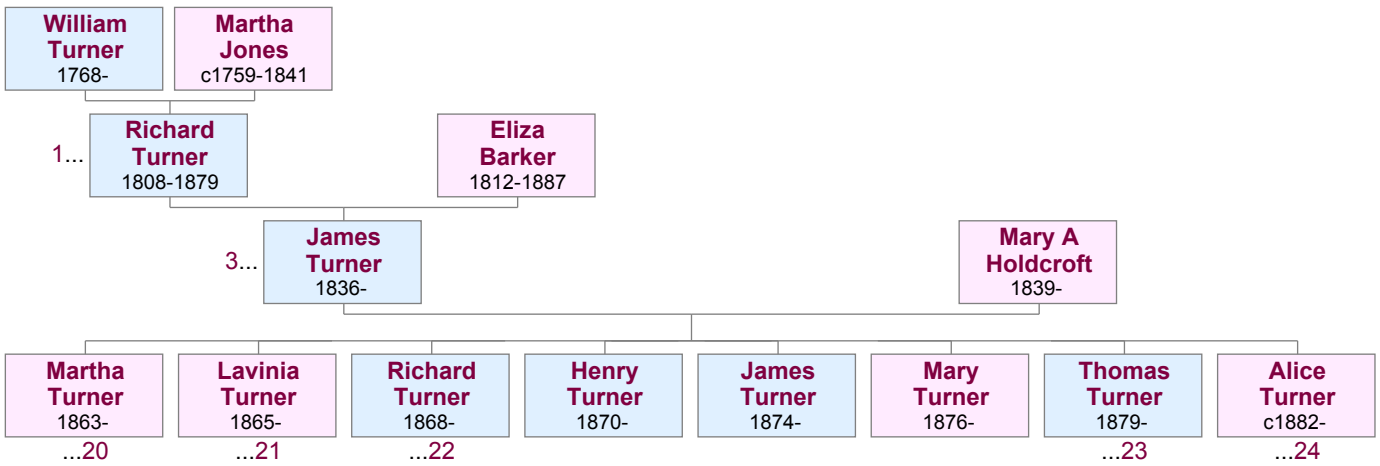 William
Turner
1768-
Martha
Jones
c1759-1841
1...
Richard
Turner
1808-1879
Eliza
Barker
1812-1887
3...
James
Turner
1836-
Mary A
Holdcroft
1839-
Martha
Turner
1863-
...20
Lavinia
Turner
1865-
...21
Richard
Turner
1868-
...22
Henry
Turner
1870-
James
Turner
1874-
Mary
Turner
1876-
Thomas
Turner
1879-
...23
Alice
Turner
c1882-
...24